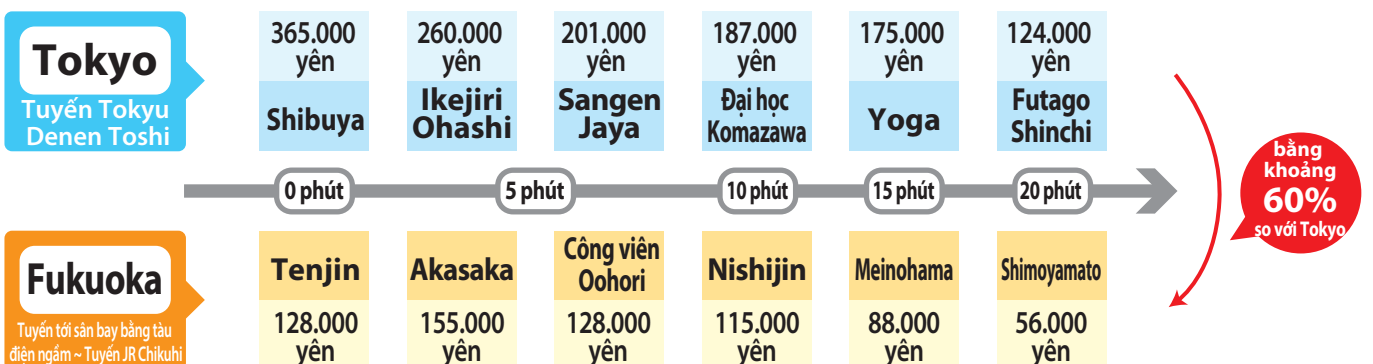 Tokyo
Tuyến Tokyu
Denen Toshi
365.000
yên
Shibuya
260.000
yên
Ikejiri
Ohashi
201.000
yên
Sangen
Jaya
187.000
yên
Đại học
Komazawa
175.000
yên
Yoga
124.000
yên
Futago
Shinchi
0 phút
5 phút
10 phút
15 phút
20 phút
bằng
khoảng
60%
so với Tokyo
Fukuoka
Tuyến tới sân bay bằng tàu
điện ngầm ~ Tuyến JR Chikuhi
Tenjin
128.000
yên
Akasaka
155.000
yên
Công viên
Oohori
128.000
yên
Nishijin
115.000
yên
Meinohama
88.000
yên
Shimoyamato
56.000
yên